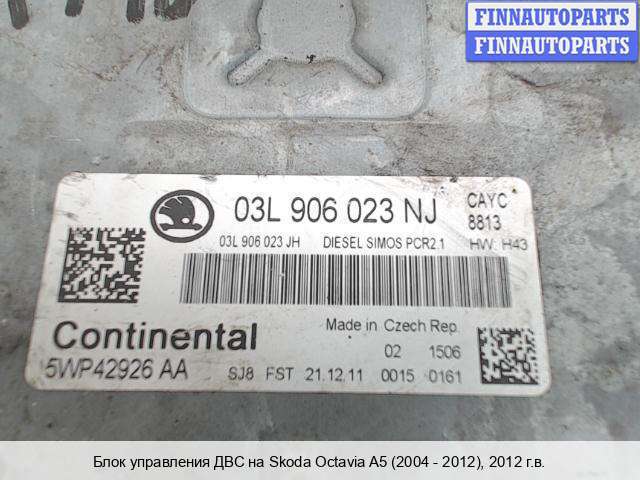 FINNAUTOPARTS
FINNAUTOPARTS
03L 906 023 NJ
CAYC
8813
03L 906 023 JH DIESEL SIMOS PCR2.1 HW: H43
Continental
Made in Czech Rep.
5WP42926 AA
02 1506
SJ8 FST 21.12.11 0015 0161
Блок управления ДВС на Skoda Octavia A5 (2004 - 2012), 2012 г.в.